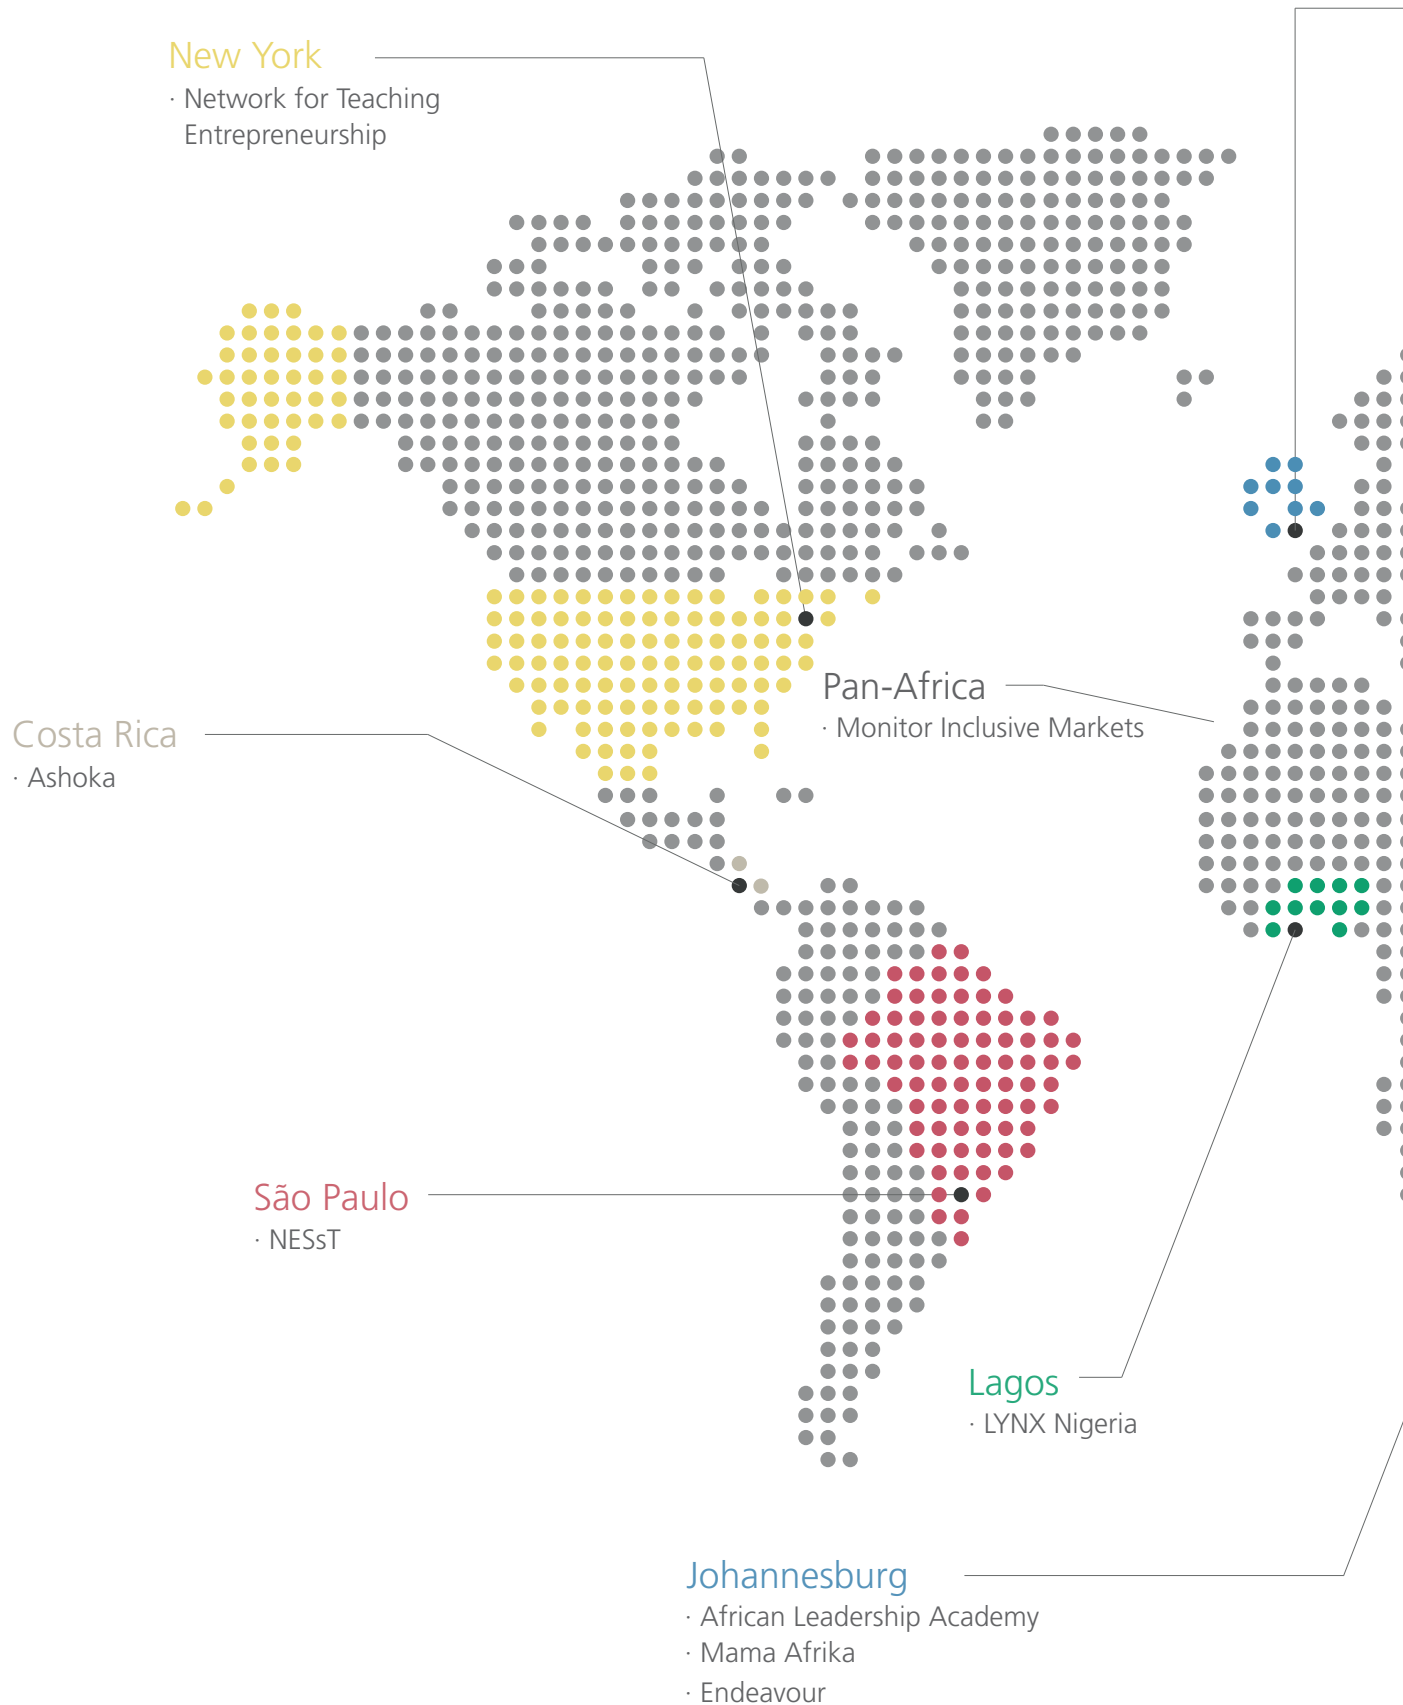 New York
· Network for Teaching
Entrepreneurship
Pan-Africa
· Monitor Inclusive Markets
Costa Rica
· Ashoka
São Paulo
· NESsT
Lagos
· LYNX Nigeria
Johannesburg
· African Leadership Academy
· Mama Afrika
· Endeavour